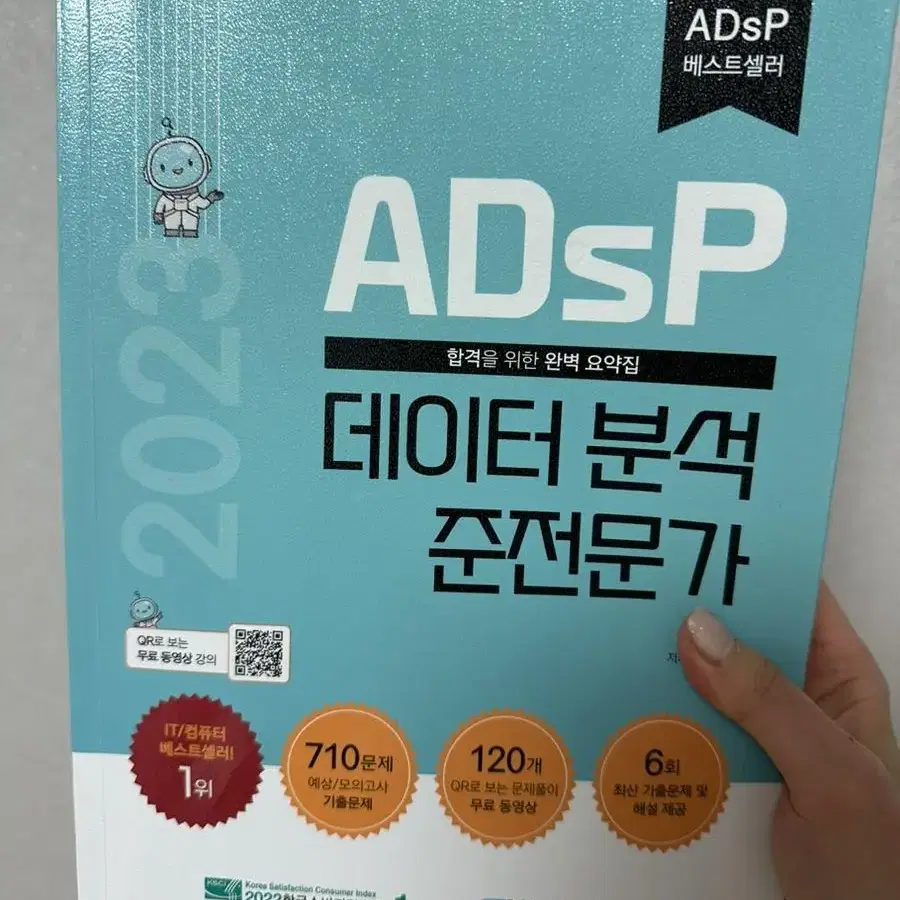 ADsP
베스트셀러
2023
ADsP
합격을 위한 완벽 요약집
데이터 분석
준전문가
QR로 보는
무료 동영상 강의
IT/컴퓨터
베스트셀러!
1위
710문제
예상/모의고사
기출문제
120개
QR로 보는 문제풀이
무료 동영상
6회
최신 기출문제 및
해설 제공
KSCI
Korea Satisfaction Consumer Index